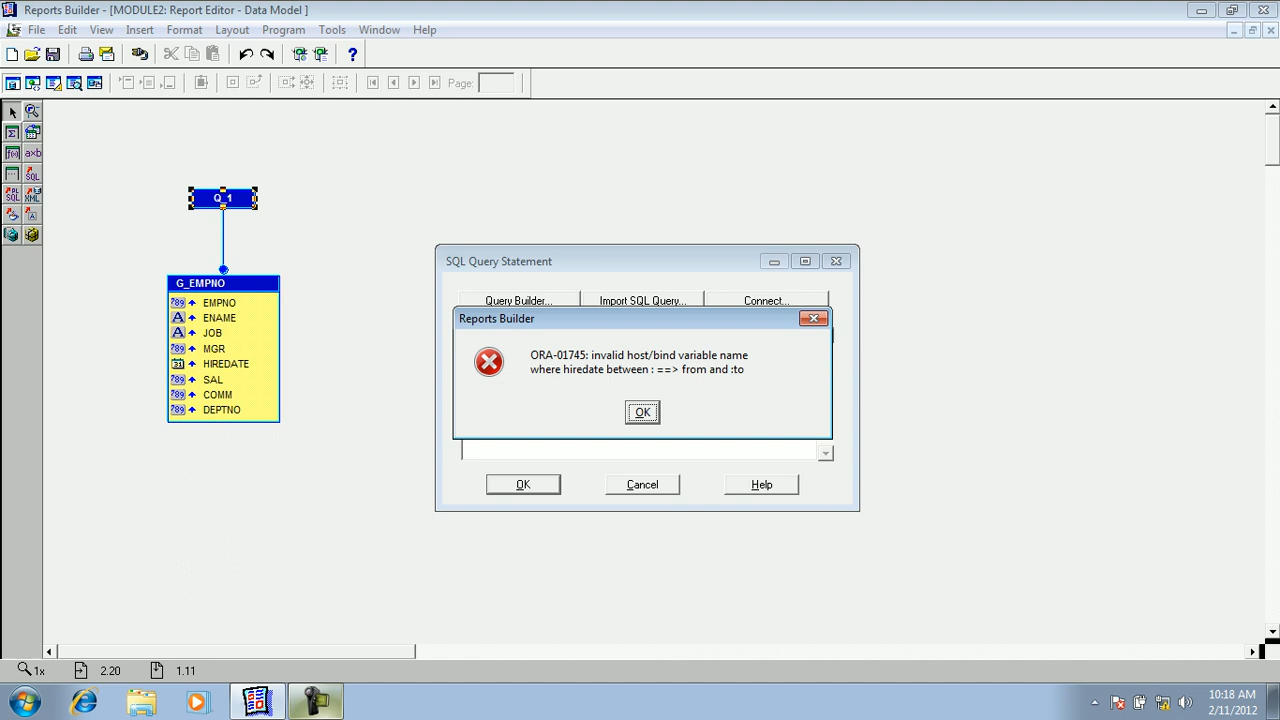 Reports Builder - [MODULE2: Report Editor - Data Model ]
File Edit View Insert Format Layout Program Tools Window Help
Page:
Q_1
G_EMPNO
EMPNO
ENAME
JOB
MGR
HIREDATE
SAL
COMM
DEPTNO
SQL Query Statement
Query Builder... Import SQL Query... Connect...
Reports Builder
ORA-01745: invalid host/bind variable name
where hiredate between : ==> from and :to
OK
OK Cancel Help
1x 2.20 1.11
10:18 AM
2/11/2012